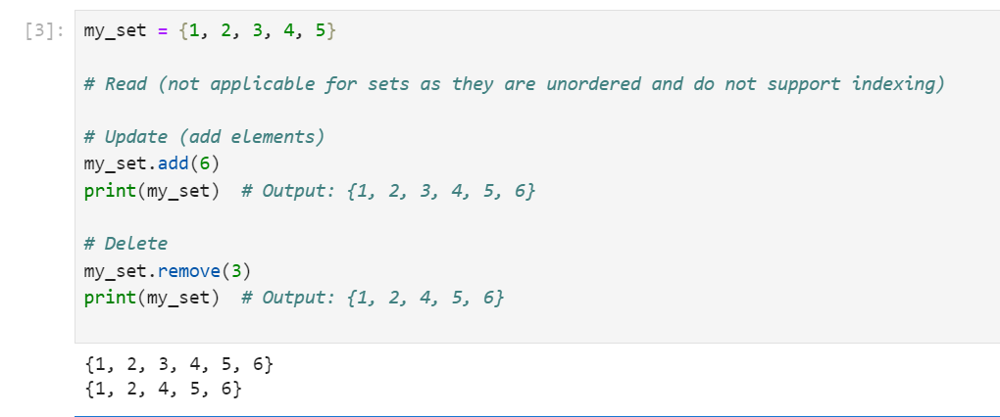 [3]: my_set = {1, 2, 3, 4, 5}
# Read (not applicable for sets as they are unordered and do not support indexing)
# Update (add elements)
my_set.add(6)
print(my_set)  # Output: {1, 2, 3, 4, 5, 6}
# Delete
my_set.remove(3)
print(my_set)  # Output: {1, 2, 4, 5, 6}
{1, 2, 3, 4, 5, 6}
{1, 2, 4, 5, 6}